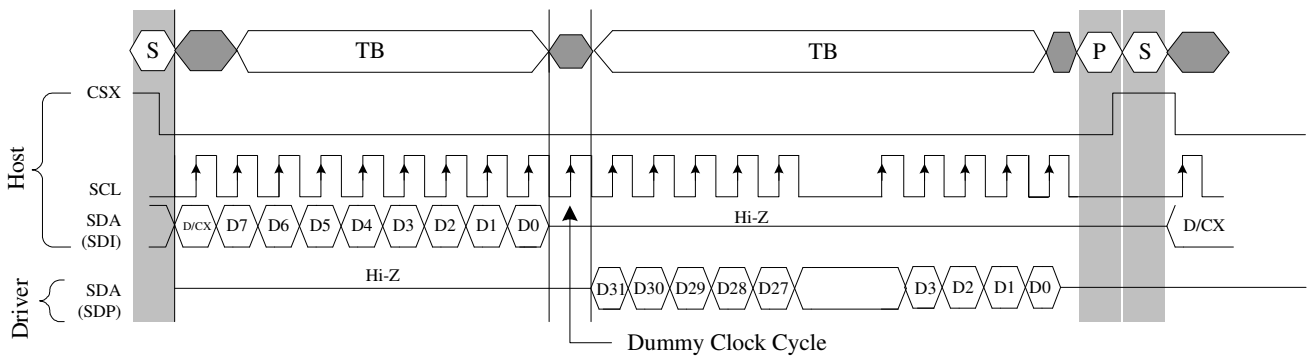 S TB TB P S
CSX
Host
SCL
SDA
(SDI)
D/CX D7 D6 D5 D4 D3 D2 D1 D0 Hi-Z D/CX
Driver
SDA
(SDP)
Hi-Z D31 D30 D29 D28 D27 D3 D2 D1 D0
Dummy Clock Cycle